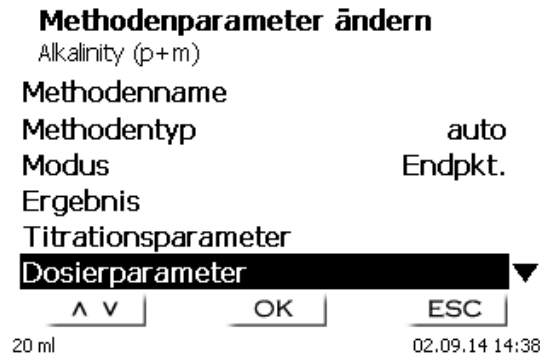 Methodenparameter ändern
Alkalinity (p+m)
Methodenname
Methodentyp auto
Modus Endpkt.
Ergebnis
Titrationsparameter
Dosierparameter ▼
∧ ∨ OK ESC
20 ml 02.09.14 14:38